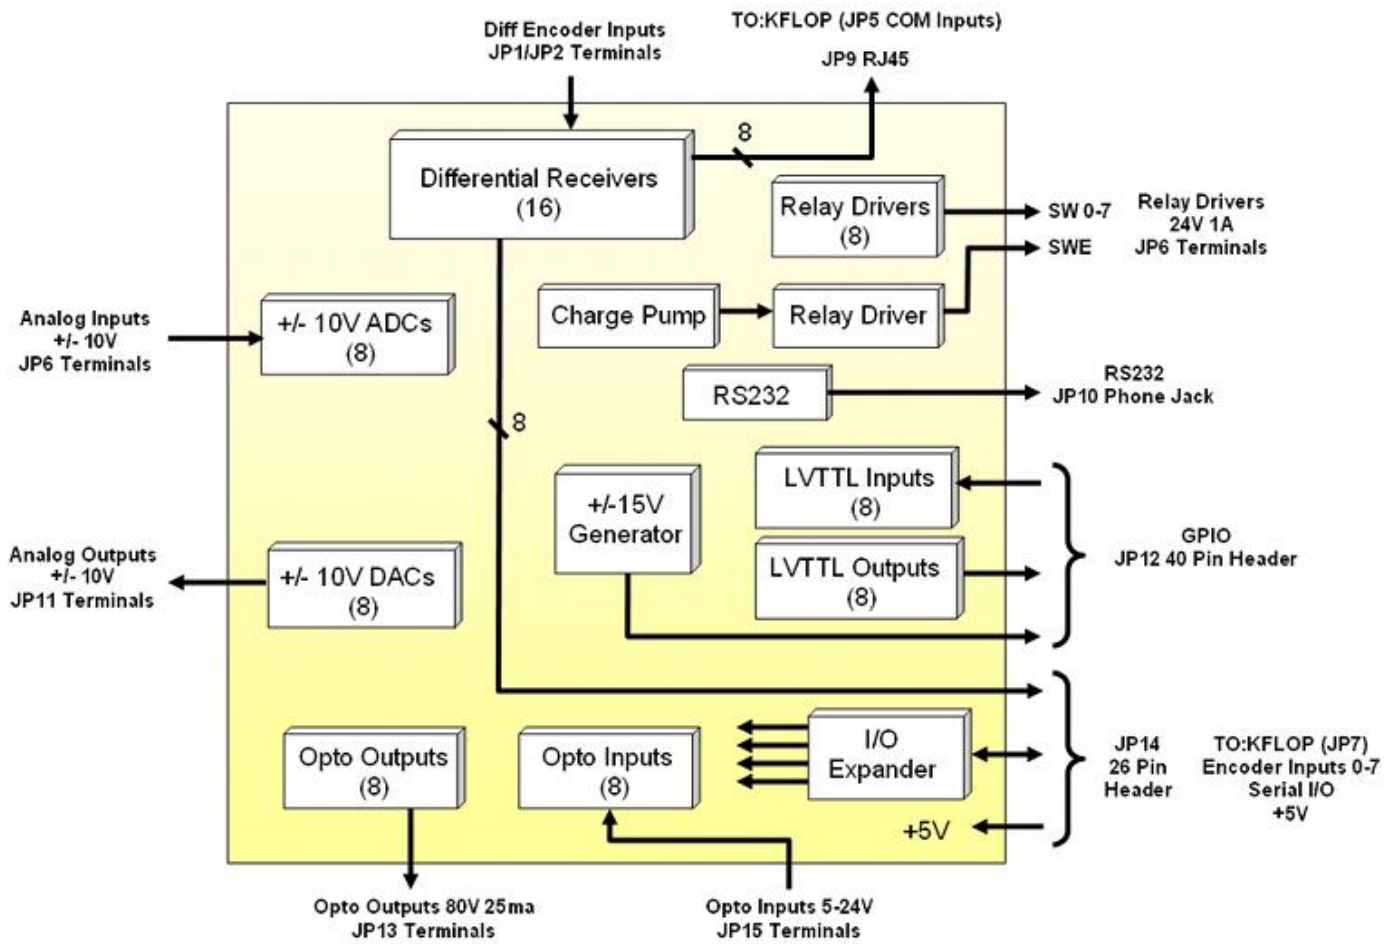 Diff Encoder Inputs
JP1/JP2 Terminals
TO:KFLOP (JP5 COM Inputs)
JP9 RJ45
8
Differential Receivers
(16)
Relay Drivers
(8)
SW 0-7
SWE
Relay Drivers
24V 1A
JP6 Terminals
Analog Inputs
+/- 10V
JP6 Terminals
+/- 10V ADCs
(8)
Charge Pump
Relay Driver
RS232
RS232
JP10 Phone Jack
8
+/-15V
Generator
LVTTL Inputs
(8)
LVTTL Outputs
(8)
GPIO
JP12 40 Pin Header
Analog Outputs
+/- 10V
JP11 Terminals
+/- 10V DACs
(8)
Opto Outputs
(8)
Opto Inputs
(8)
I/O
Expander
+5V
JP14
26 Pin
Header
TO:KFLOP (JP7)
Encoder Inputs 0-7
Serial I/O
+5V
Opto Outputs 80V 25ma
JP13 Terminals
Opto Inputs 5-24V
JP15 Terminals